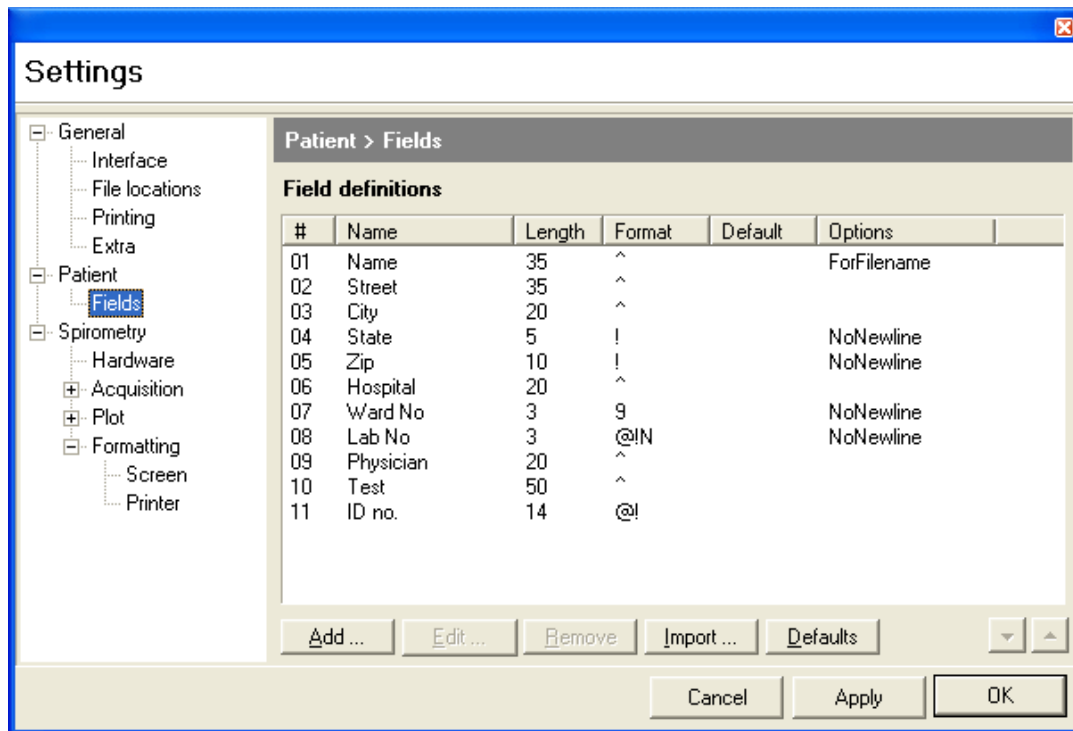 Settings
General
Interface
File locations
Printing
Extra
Patient
Fields
Spirometry
Hardware
Acquisition
Plot
Formatting
Screen
Printer
Patient > Fields
Field definitions
# Name Length Format Default Options
01 Name 35 ^ ForFilename
02 Street 35 ^
03 City 20 ^
04 State 5 ! NoNewline
05 Zip 10 ! NoNewline
06 Hospital 20 ^
07 Ward No 3 9 NoNewline
08 Lab No 3 @!N NoNewline
09 Physician 20 ^
10 Test 50 ^
11 ID no. 14 @!
Add ... Edit ... Remove Import ... Defaults
Cancel Apply OK